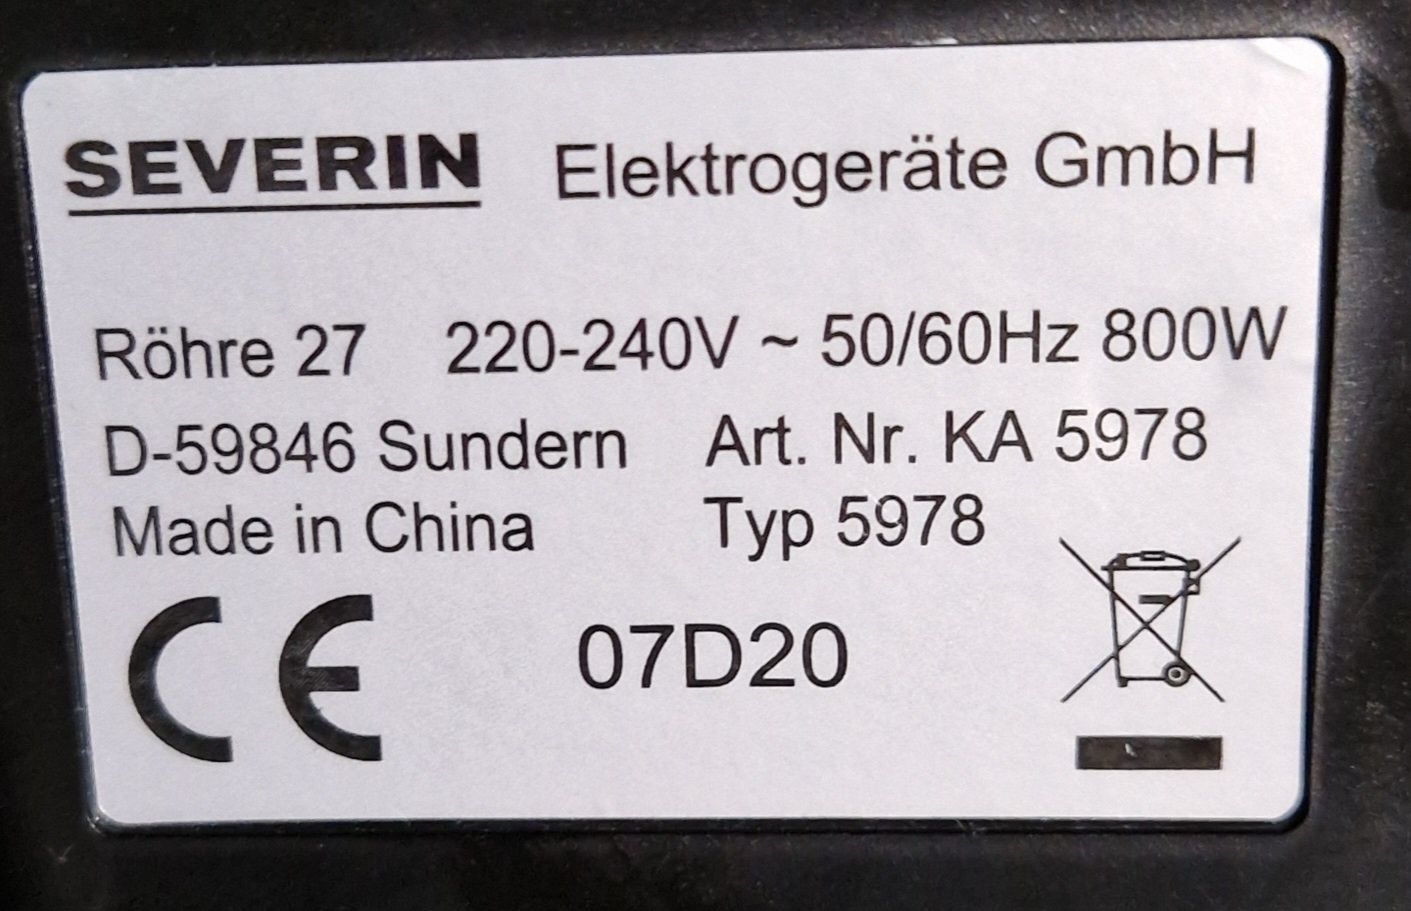 SEVERIN Elektrogeräte GmbH
Röhre 27 220-240V ~ 50/60Hz 800W
D-59846 Sundern Art. Nr. KA 5978
Made in China Typ 5978
CE 07D20